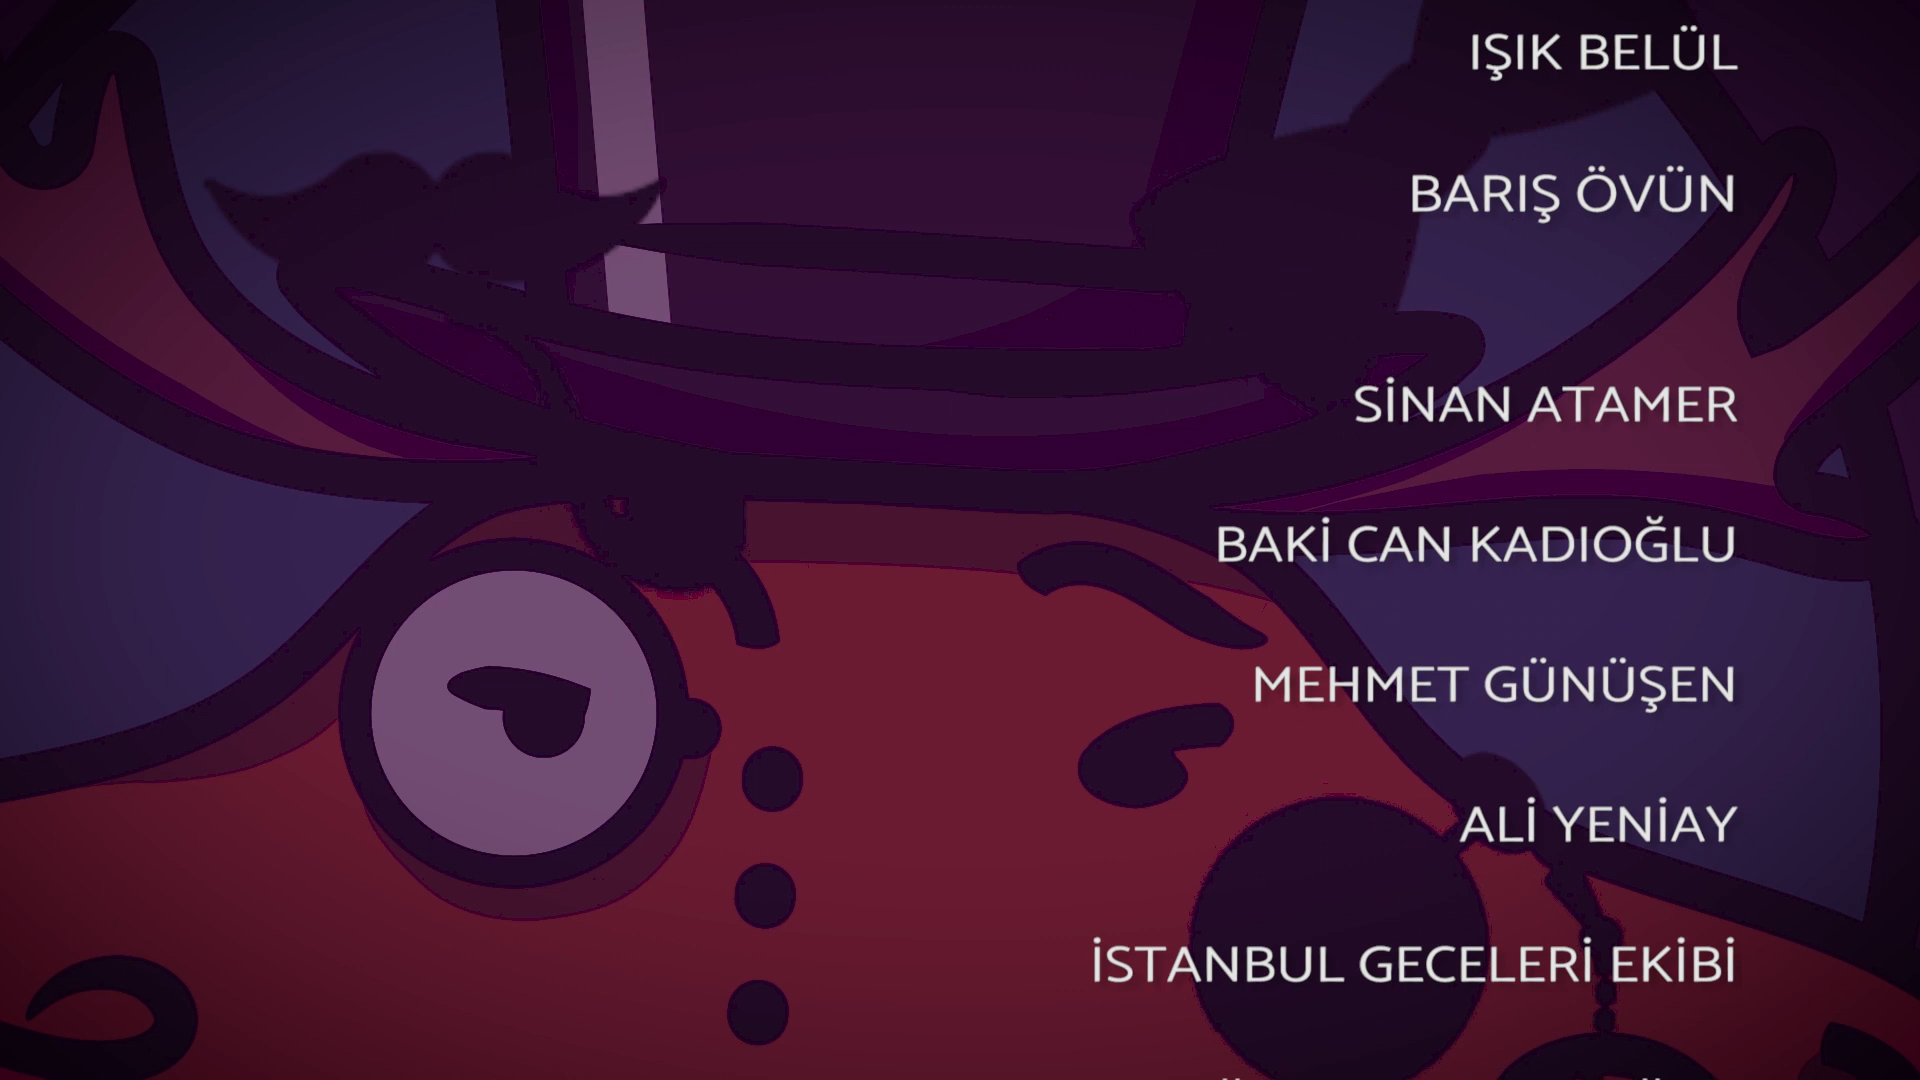 IŞIK BELÜL
BARIŞ ÖVÜN
SİNAN ATAMER
BAKİ CAN KADIOĞLU
MEHMET GÜNÜŞEN
ALİ YENİAY
İSTANBUL GECELERİ EKİBİ